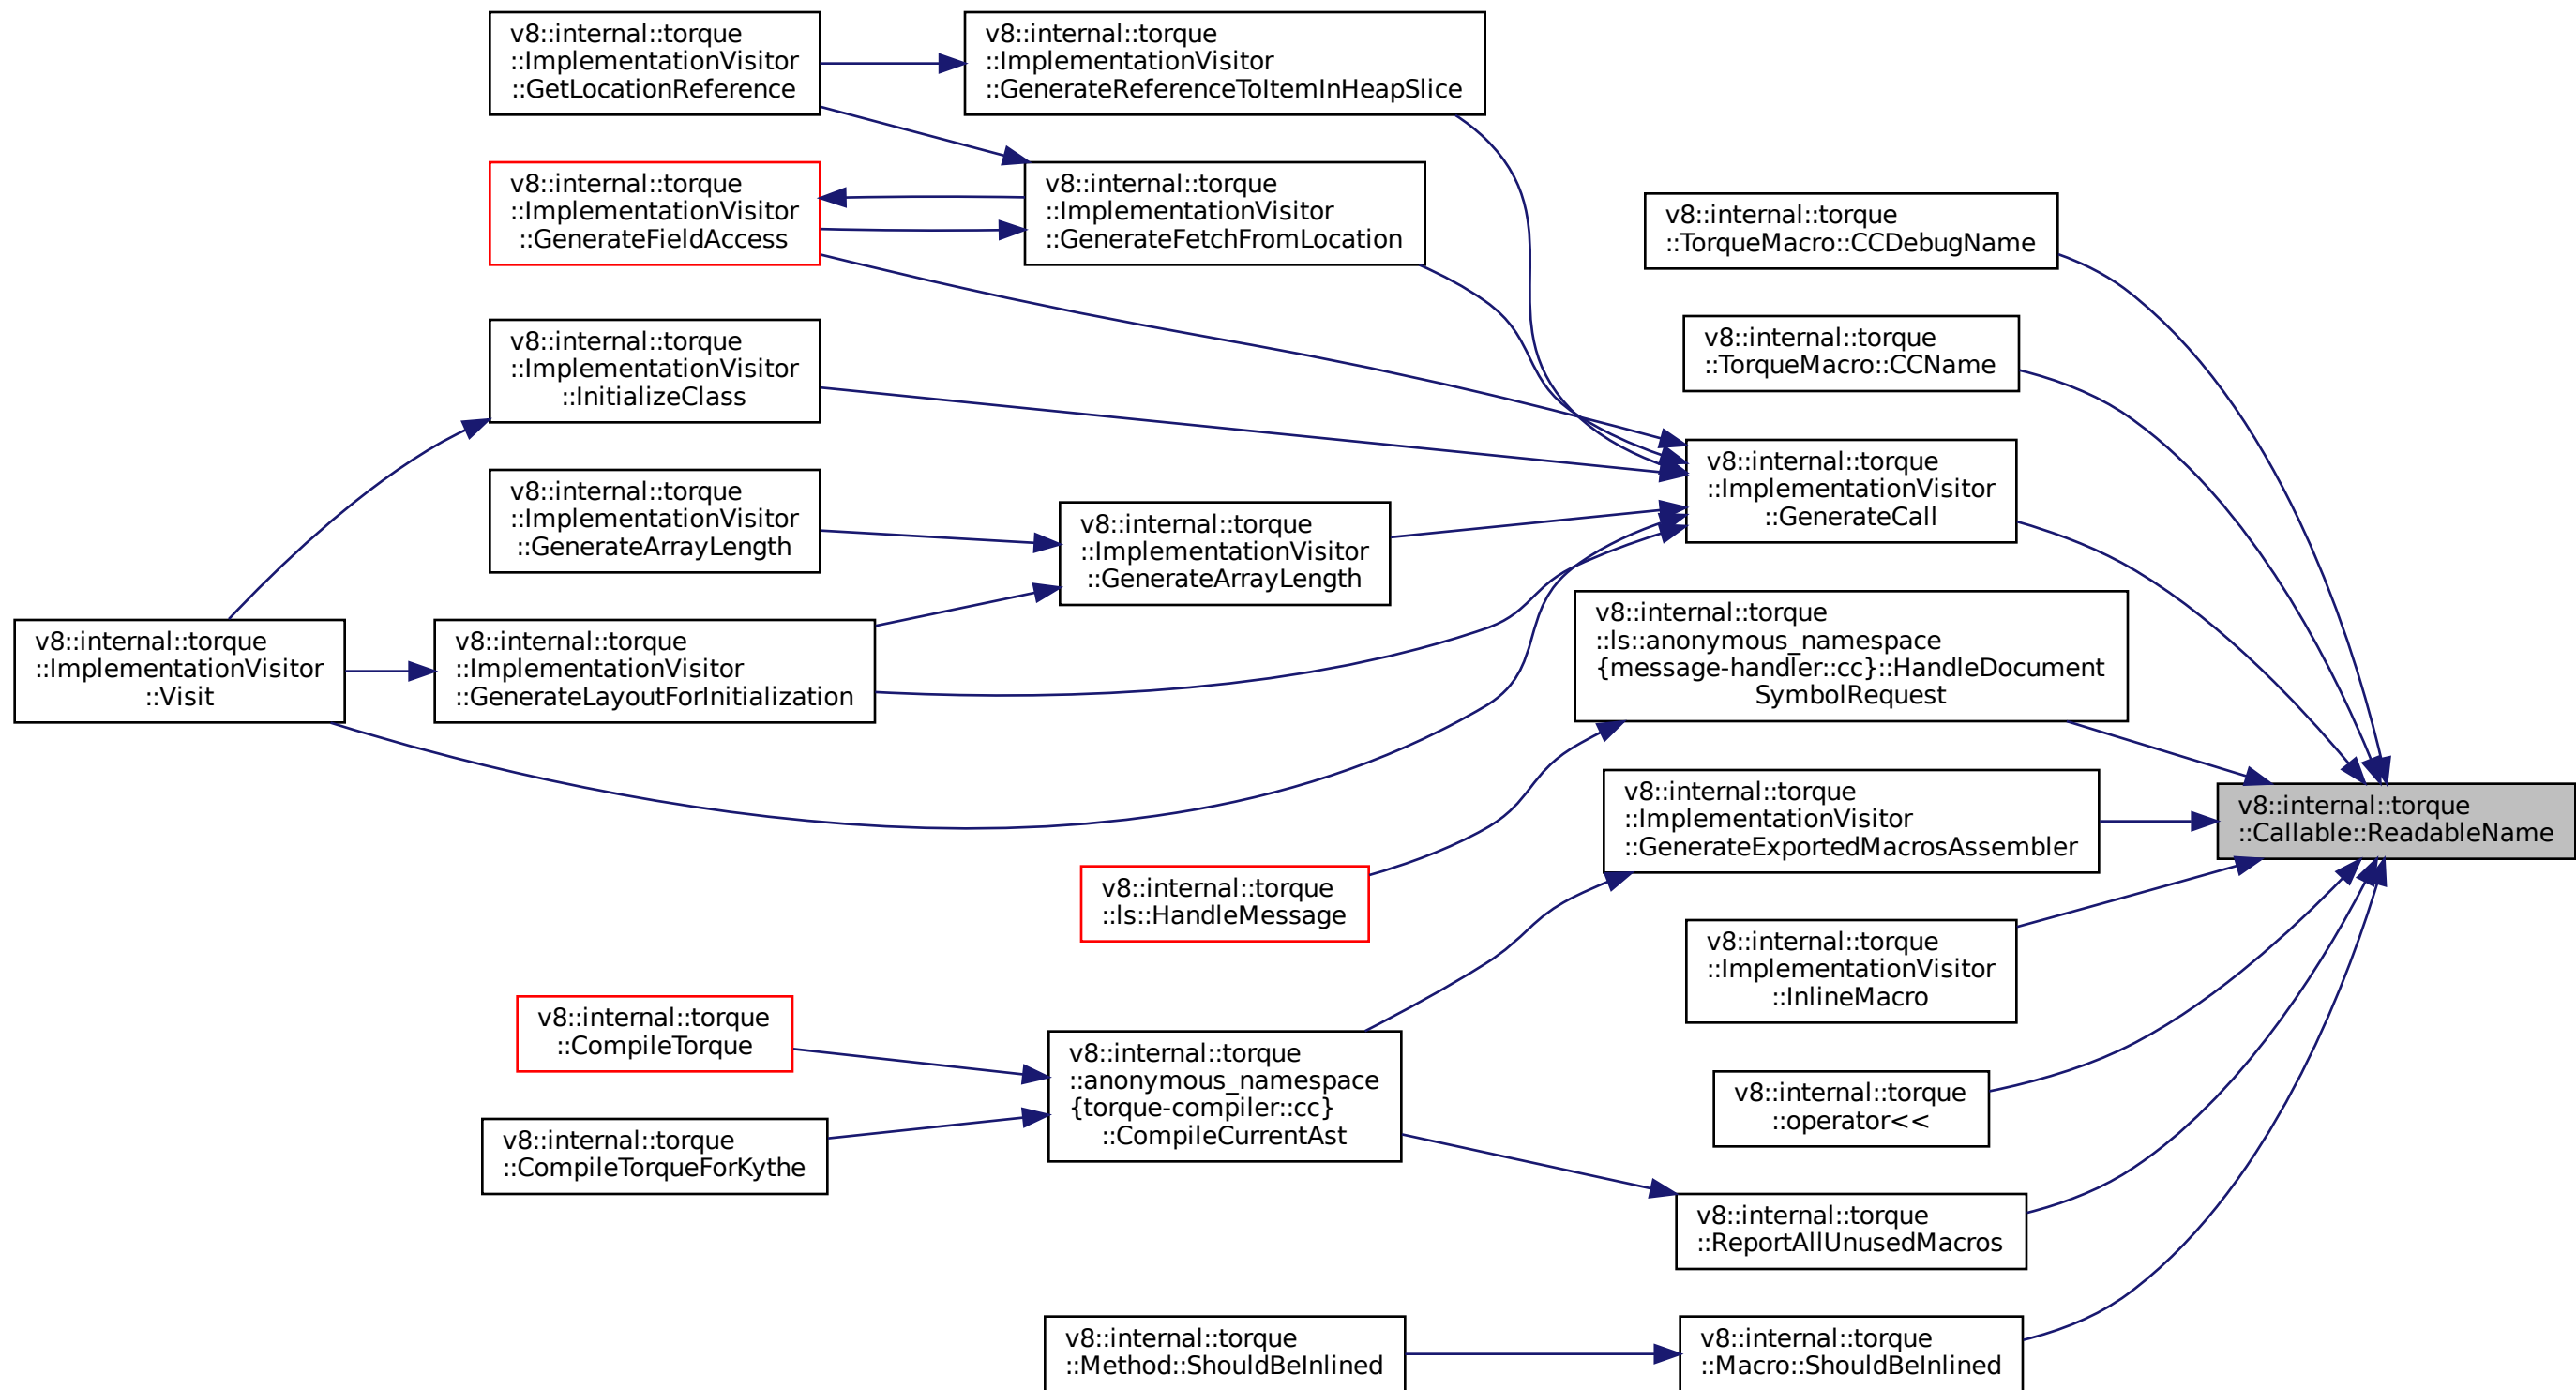 v8::internal::torque
::ImplementationVisitor
::GetLocationReference
v8::internal::torque
::ImplementationVisitor
::GenerateReferenceToItemInHeapSlice
v8::internal::torque
::ImplementationVisitor
::GenerateFieldAccess
v8::internal::torque
::ImplementationVisitor
::GenerateFetchFromLocation
v8::internal::torque
::TorqueMacro::CCDebugName
v8::internal::torque
::ImplementationVisitor
::InitializeClass
v8::internal::torque
::TorqueMacro::CCName
v8::internal::torque
::ImplementationVisitor
::GenerateArrayLength
v8::internal::torque
::ImplementationVisitor
::GenerateArrayLength
v8::internal::torque
::ImplementationVisitor
::GenerateCall
v8::internal::torque
::ImplementationVisitor
::Visit
v8::internal::torque
::ImplementationVisitor
::GenerateLayoutForInitialization
v8::internal::torque
::ls::anonymous_namespace
{message-handler::cc}::HandleDocument
SymbolRequest
v8::internal::torque
::ImplementationVisitor
::GenerateExportedMacrosAssembler
v8::internal::torque
::Callable::ReadableName
v8::internal::torque
::ls::HandleMessage
v8::internal::torque
::ImplementationVisitor
::InlineMacro
v8::internal::torque
::CompileTorque
v8::internal::torque
::anonymous_namespace
{torque-compiler::cc}
::CompileCurrentAst
v8::internal::torque
::operator<<
v8::internal::torque
::CompileTorqueForKythe
v8::internal::torque
::ReportAllUnusedMacros
v8::internal::torque
::Method::ShouldBeInlined
v8::internal::torque
::Macro::ShouldBeInlined